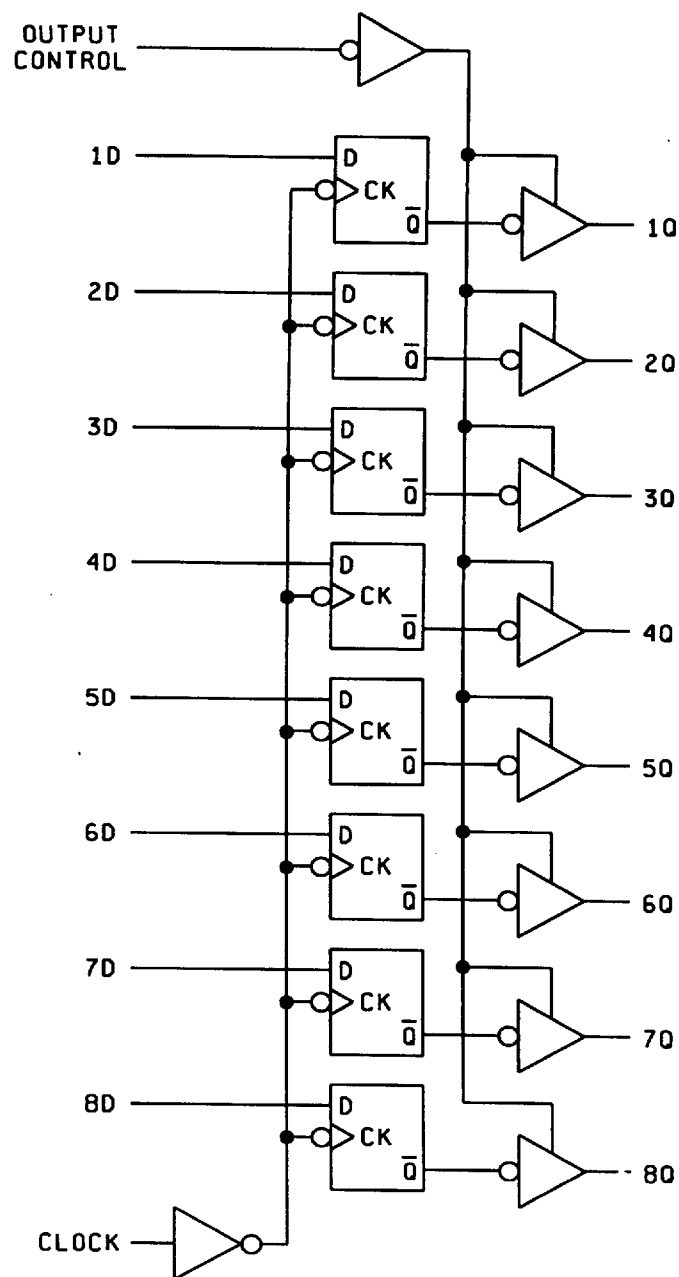 OUTPUT
CONTROL
1D
D
CK
Q̅
1Q
2D
D
CK
Q̅
2Q
3D
D
CK
Q̅
3Q
4D
D
CK
Q̅
4Q
5D
D
CK
Q̅
5Q
6D
D
CK
Q̅
6Q
7D
D
CK
Q̅
7Q
8D
D
CK
Q̅
8Q
CLOCK